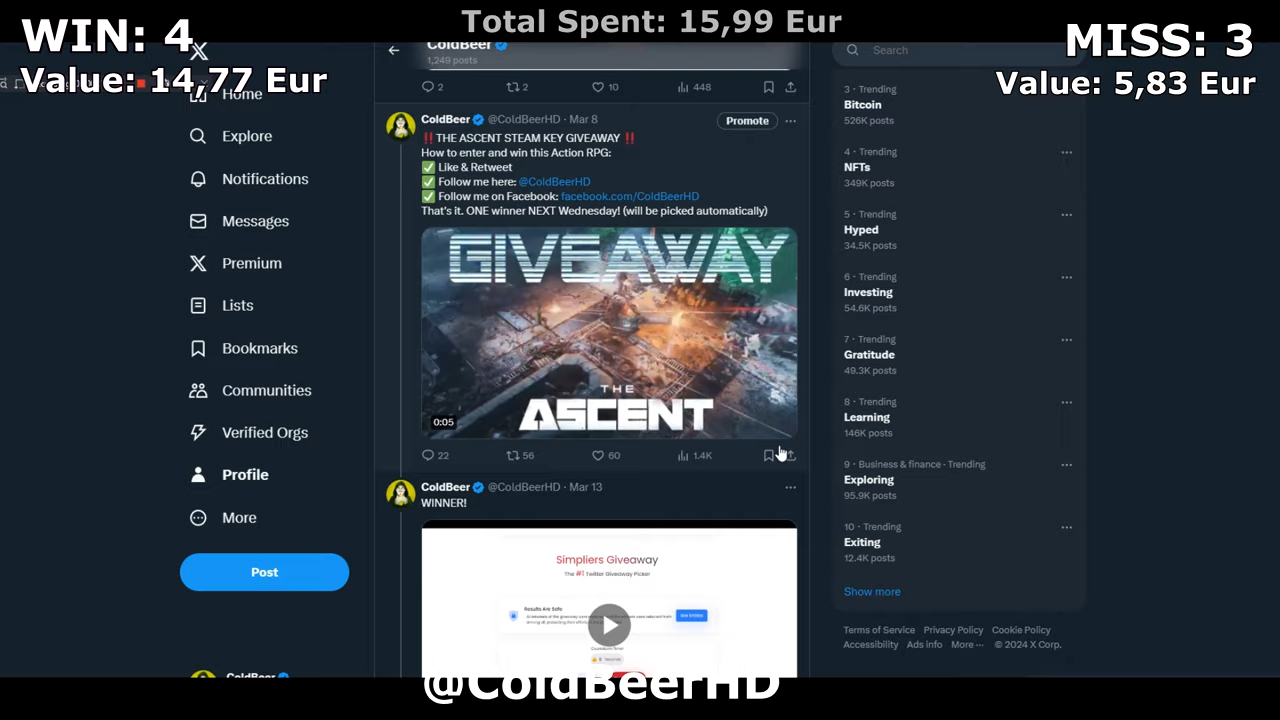 Total Spent: 15,99 Eur
WIN: 4
Value: 14,77 Eur
MISS: 3
Value: 5,83 Eur
Home
Explore
Notifications
Messages
Premium
Lists
Bookmarks
Communities
Verified Orgs
Profile
More
Post
ColdBeer
ColdBeer
1,249 posts
2
2
10
448
ColdBeer @ColdBeerHD · Mar 8
Promote
‼️THE ASCENT STEAM KEY GIVEAWAY ‼️
How to enter and win this Action RPG:
✅ Like & Retweet
✅ Follow me here: @ColdBeerHD
✅ Follow me on Facebook: facebook.com/ColdBeerHD
That's it. ONE winner NEXT Wednesday! (will be picked automatically)
GIVEAWAY
THE
ASCENT
0:05
22
56
60
1.4K
ColdBeer @ColdBeerHD · Mar 13
WINNER!
Simpliers Giveaway
The #1 Twitter Giveaway Picker
Results Are Safe
@ColdBeerHD
Search
3 · Trending
Bitcoin
526K posts
4 · Trending
NFTs
349K posts
5 · Trending
Hyped
34.5K posts
6 · Trending
Investing
54.6K posts
7 · Trending
Gratitude
49.3K posts
8 · Trending
Learning
146K posts
9 · Business & finance · Trending
Exploring
95.9K posts
10 · Trending
Exiting
12.4K posts
Show more
Terms of Service Privacy Policy Cookie Policy
Accessibility Ads info More ··· © 2024 X Corp.